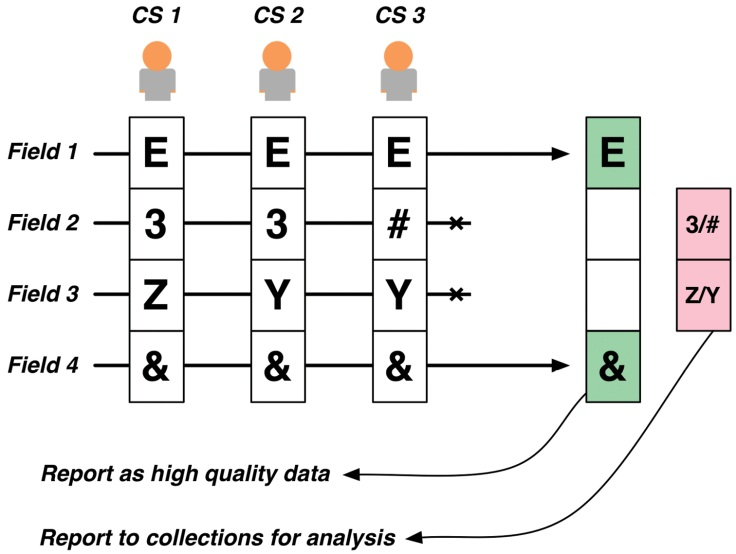 CS 1 CS 2 CS 3
Field 1 E E E E
Field 2 3 3 # 3/#
Field 3 Z Y Y Z/Y
Field 4 & & & &
Report as high quality data
Report to collections for analysis